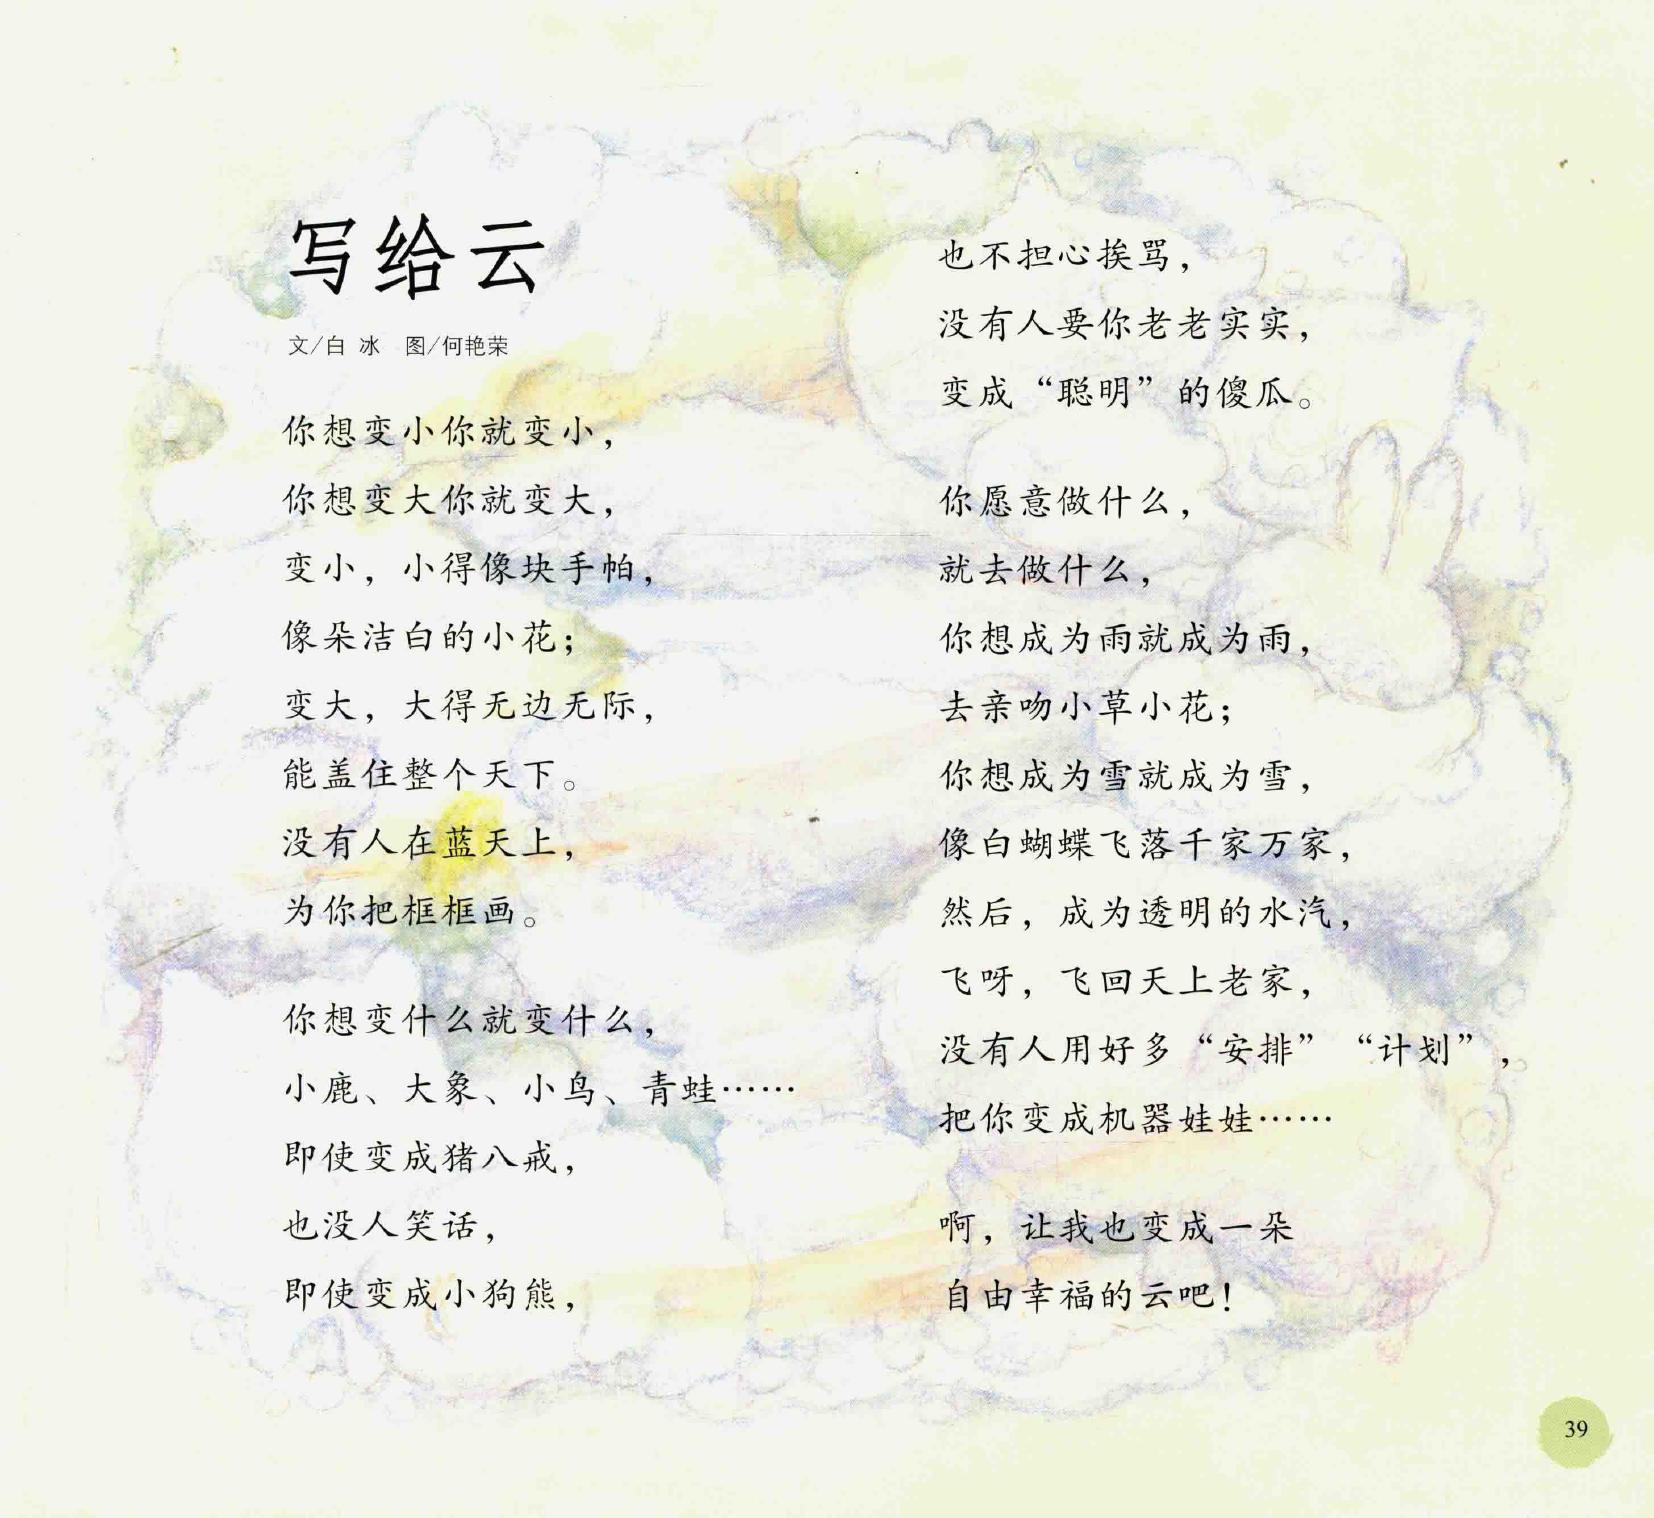 写给云
文/白 冰 图/何艳荣
你想变小你就变小，
你想变大你就变大，
变小，小得像块手帕，
像朵洁白的小花；
变大，大得无边无际，
能盖住整个天下。
没有人在蓝天上，
为你把框框画。
你想变什么就变什么，
小鹿、大象、小鸟、青蛙……
即使变成猪八戒，
也没人笑话，
即使变成小狗熊，
也不担心挨骂，
没有人要你老老实实，
变成“聪明”的傻瓜。
你愿意做什么，
就去做什么，
你想成为雨就成为雨，
去亲吻小草小花；
你想成为雪就成为雪，
像白蝴蝶飞落千家万家，
然后，成为透明的水汽，
飞呀，飞回天上老家，
没有人用好多“安排”“计划”，
把你变成机器娃娃……
啊，让我也变成一朵
自由幸福的云吧！
39